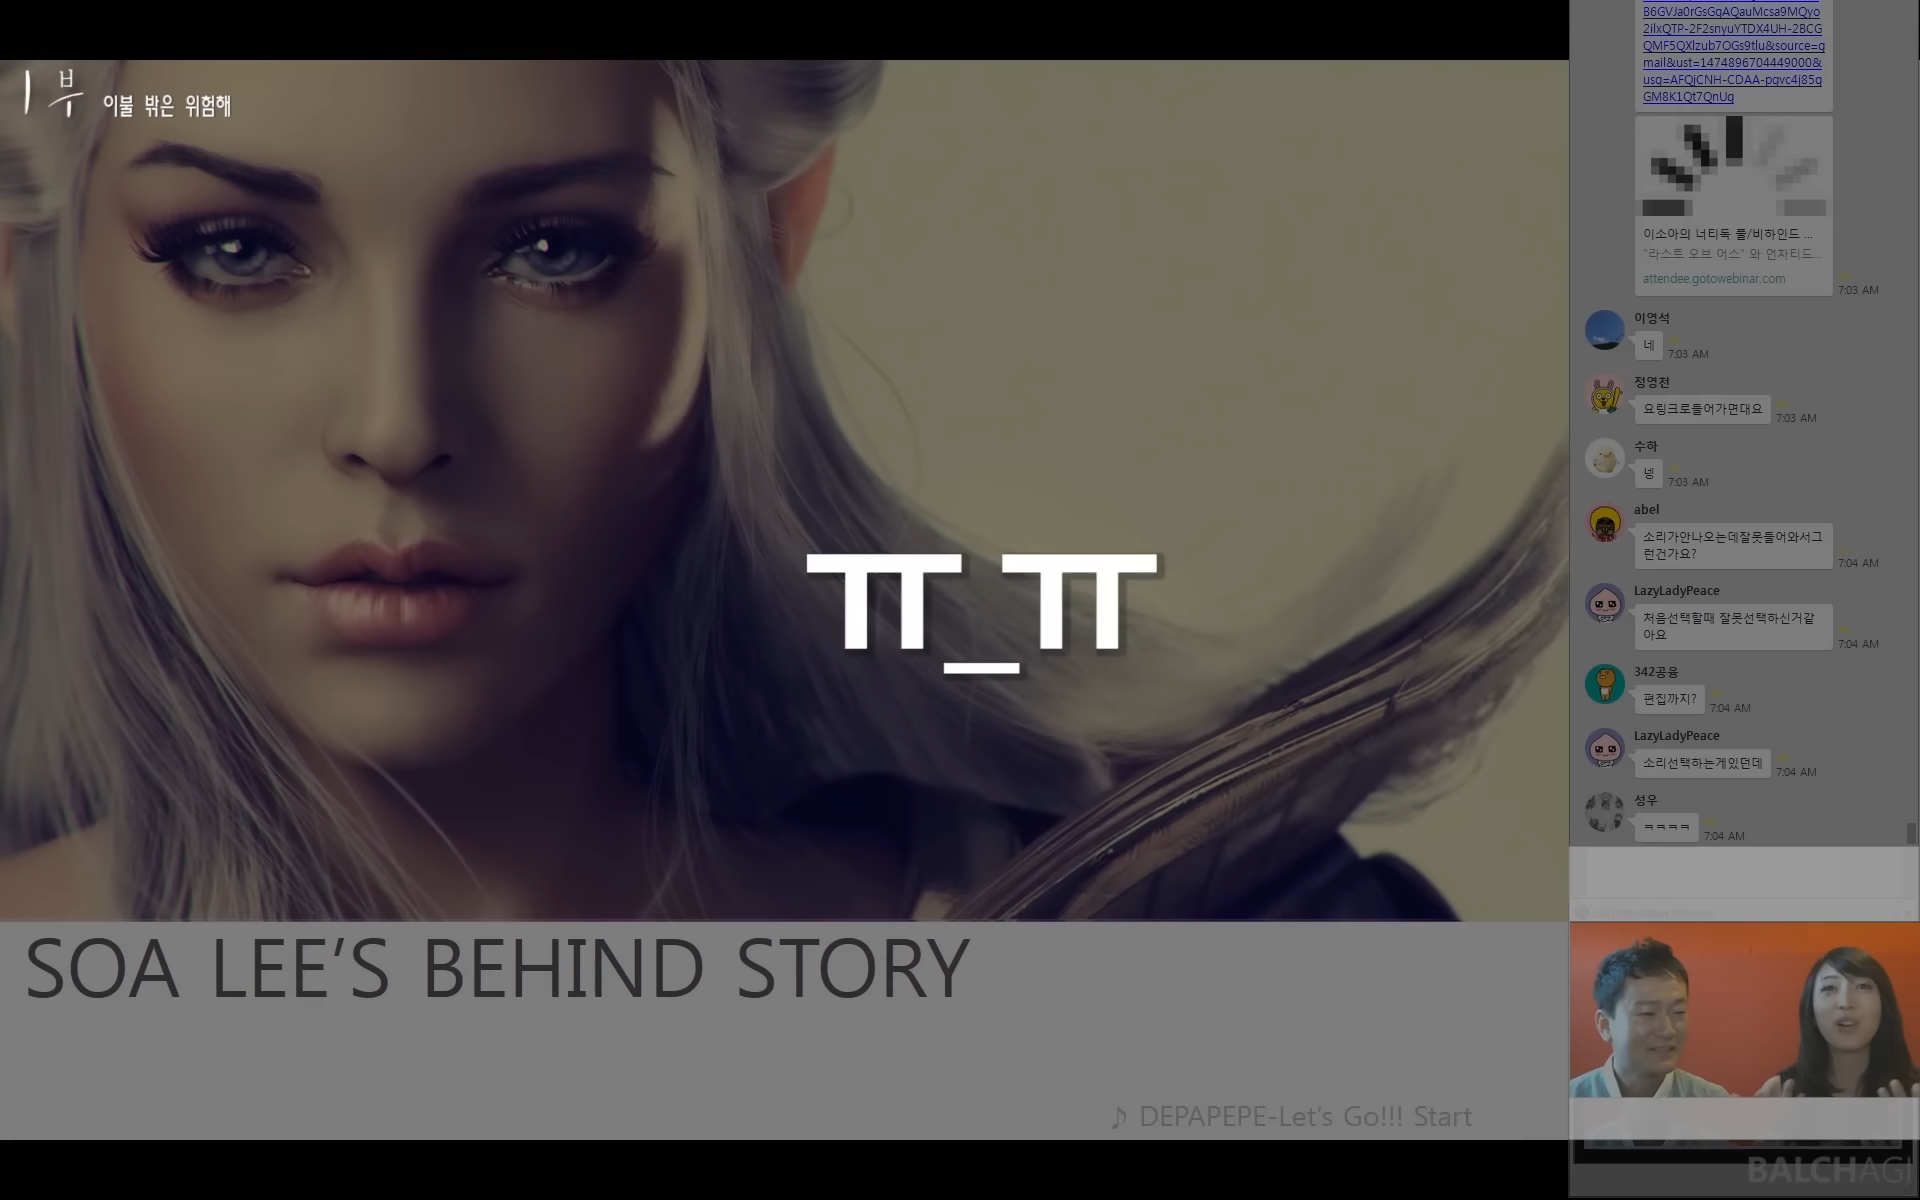 1부 이불 밖은 위험해
ㅠ_ㅠ
SOA LEE'S BEHIND STORY
♪ DEPAPEPE-Let's Go!!! Start
B6GVJa0rGsGqAQauMcsa9MQyo
2ilxQTP-2F2snyuYTDX4UH-2BCG
QMF5QXlzub7OGs9tlu&source=g
mail&ust=1474896704449000&
usg=AFQjCNH-CDAA-pqvc4j85q
GM8K1Qt7QnUg
이소아의 너티독 풀/비하인드 ...
"라스트 오브 어스" 와 언차티드...
attendee.gotowebinar.com
7:03 AM
이영석
네
7:03 AM
정영천
요링크로들어가면대요
7:03 AM
수하
넹
7:03 AM
abel
소리가안나오는데잘못들어와서그
런건가요?
7:04 AM
LazyLadyPeace
처음선택할때 잘못선택하신거같
아요
7:04 AM
342공융
편집까지?
7:04 AM
LazyLadyPeace
소리선택하는게있던데
7:04 AM
성우
ㅋㅋㅋㅋ
7:04 AM
BALCHAGI